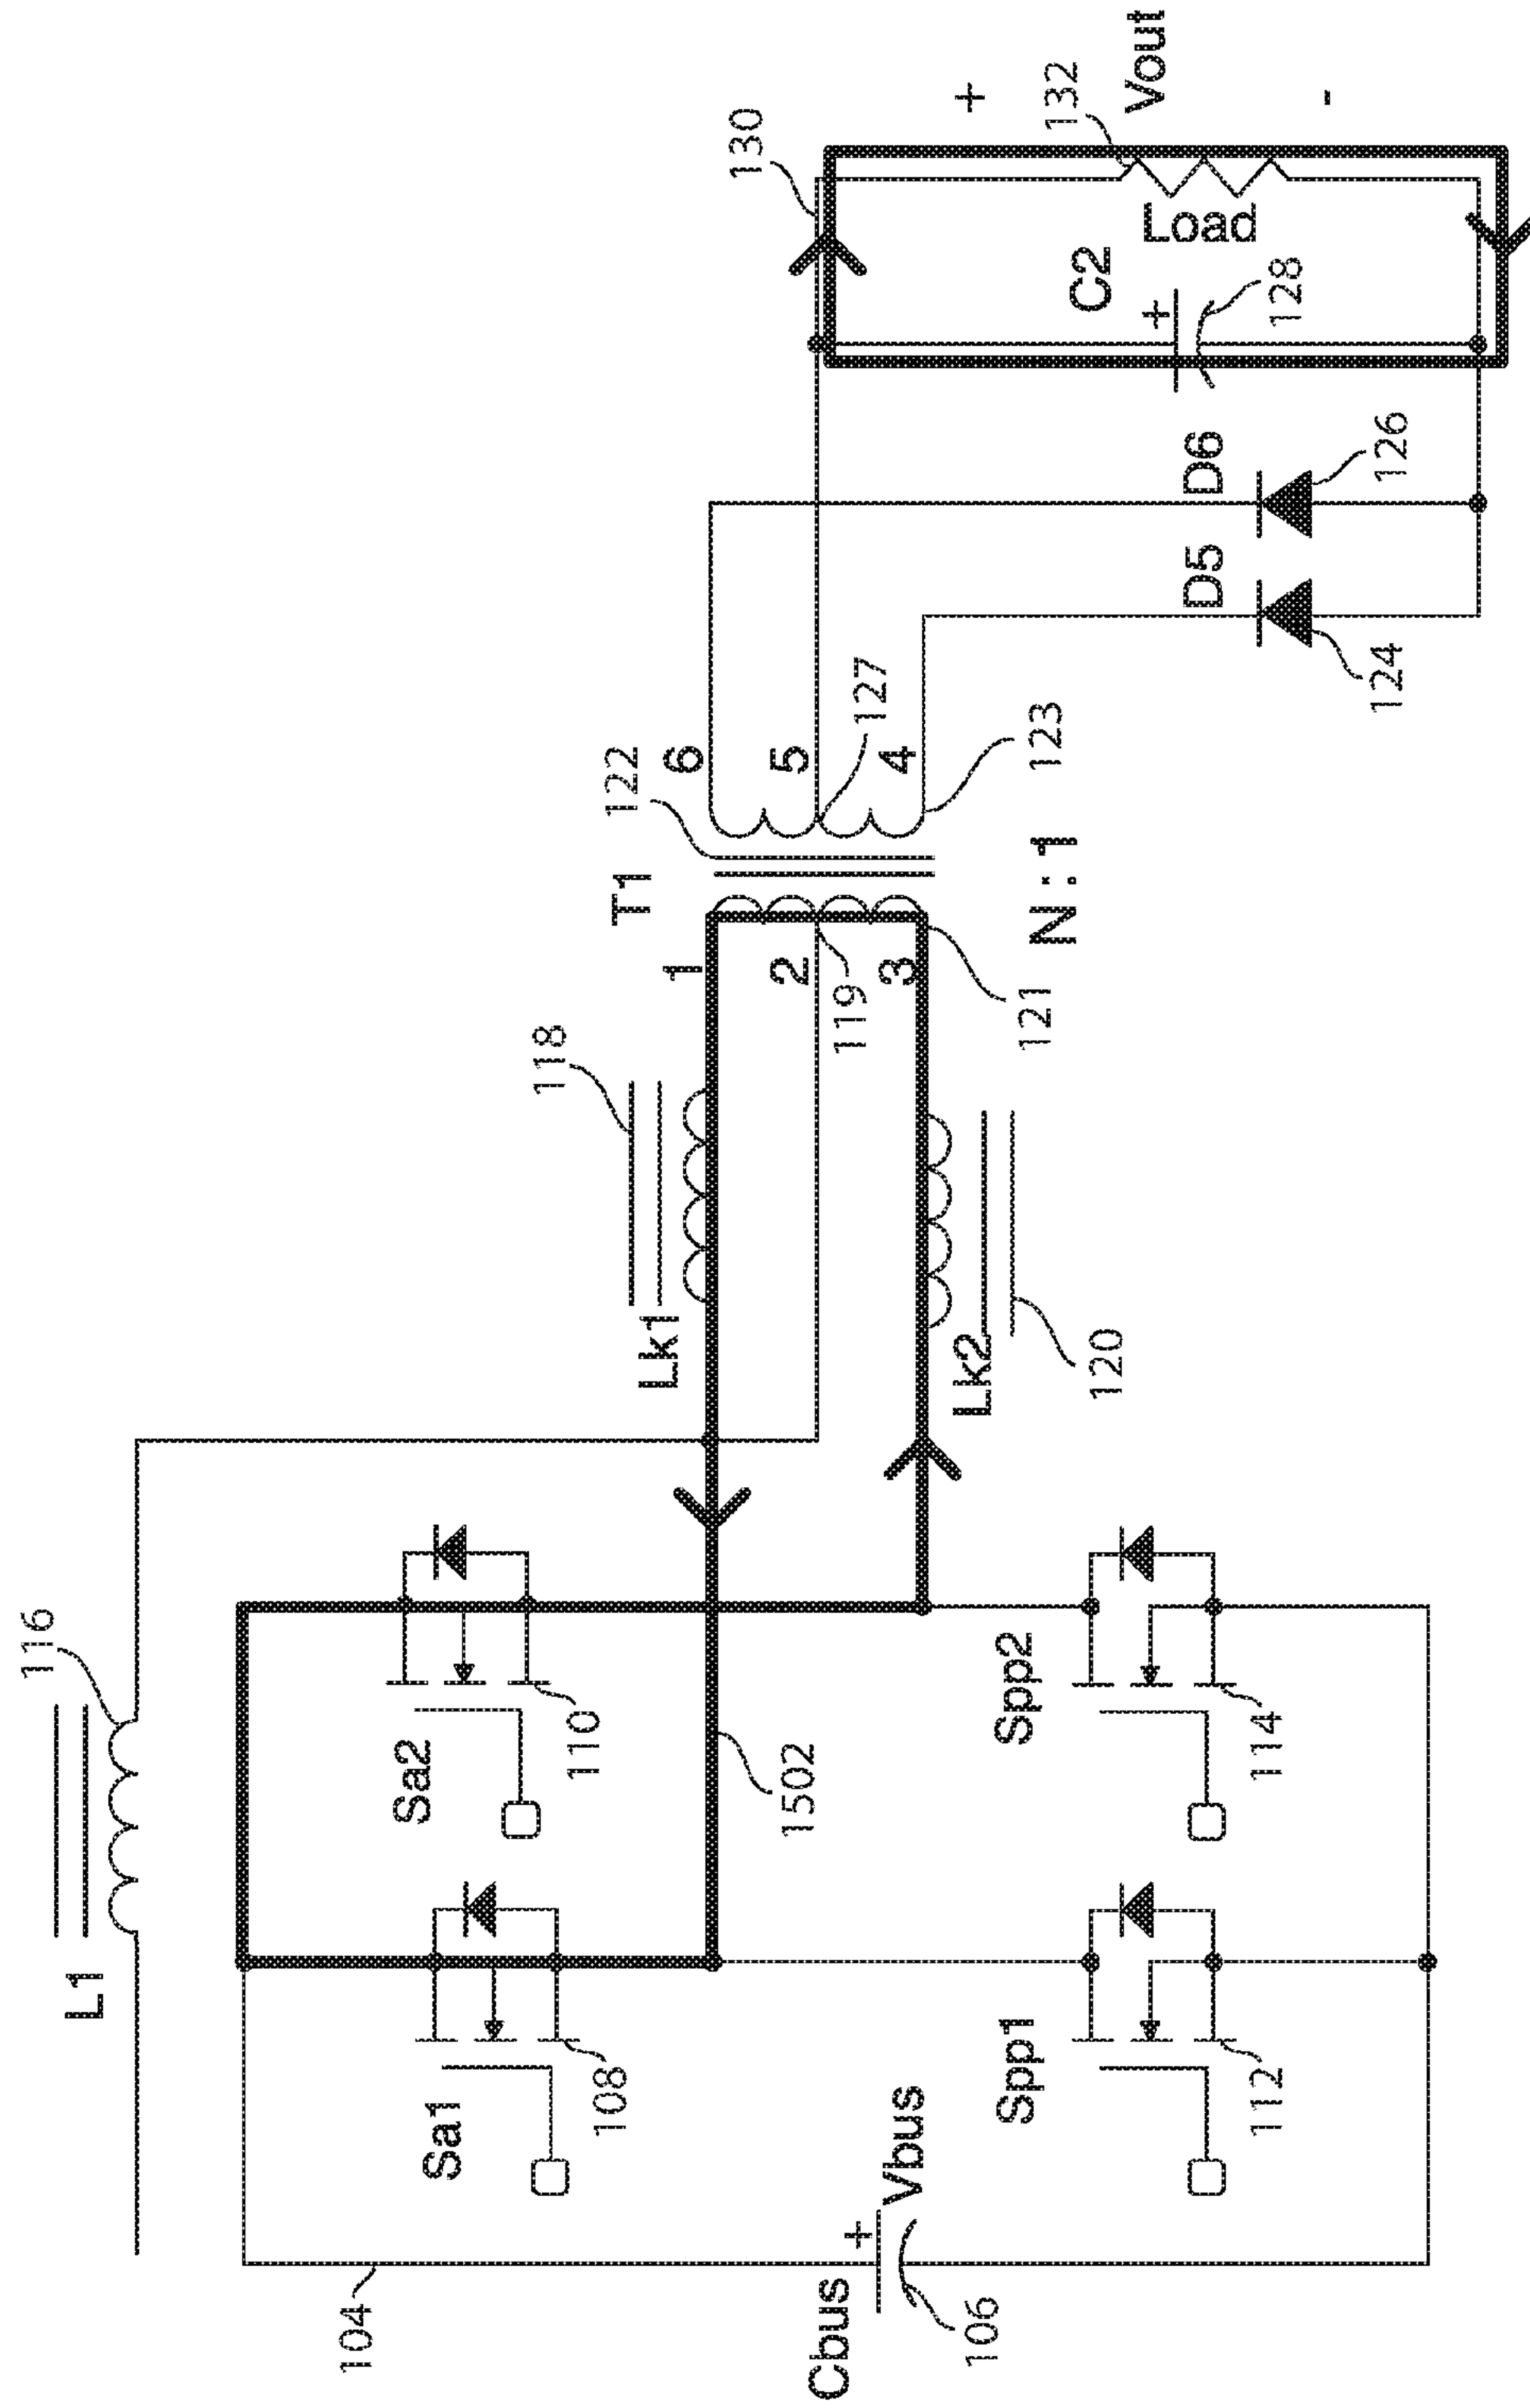 L1
116
104
Sa1
108
Sa2
110
1502
Cbus
+
Vbus
106
Spp1
112
Spp2
114
Lk1
118
Lk2
120
T1
122
1
2
3
119
121
N : 1
6
5
4
127
123
D5
124
D6
126
C2
+
128
130
Load
132
+
Vout
-